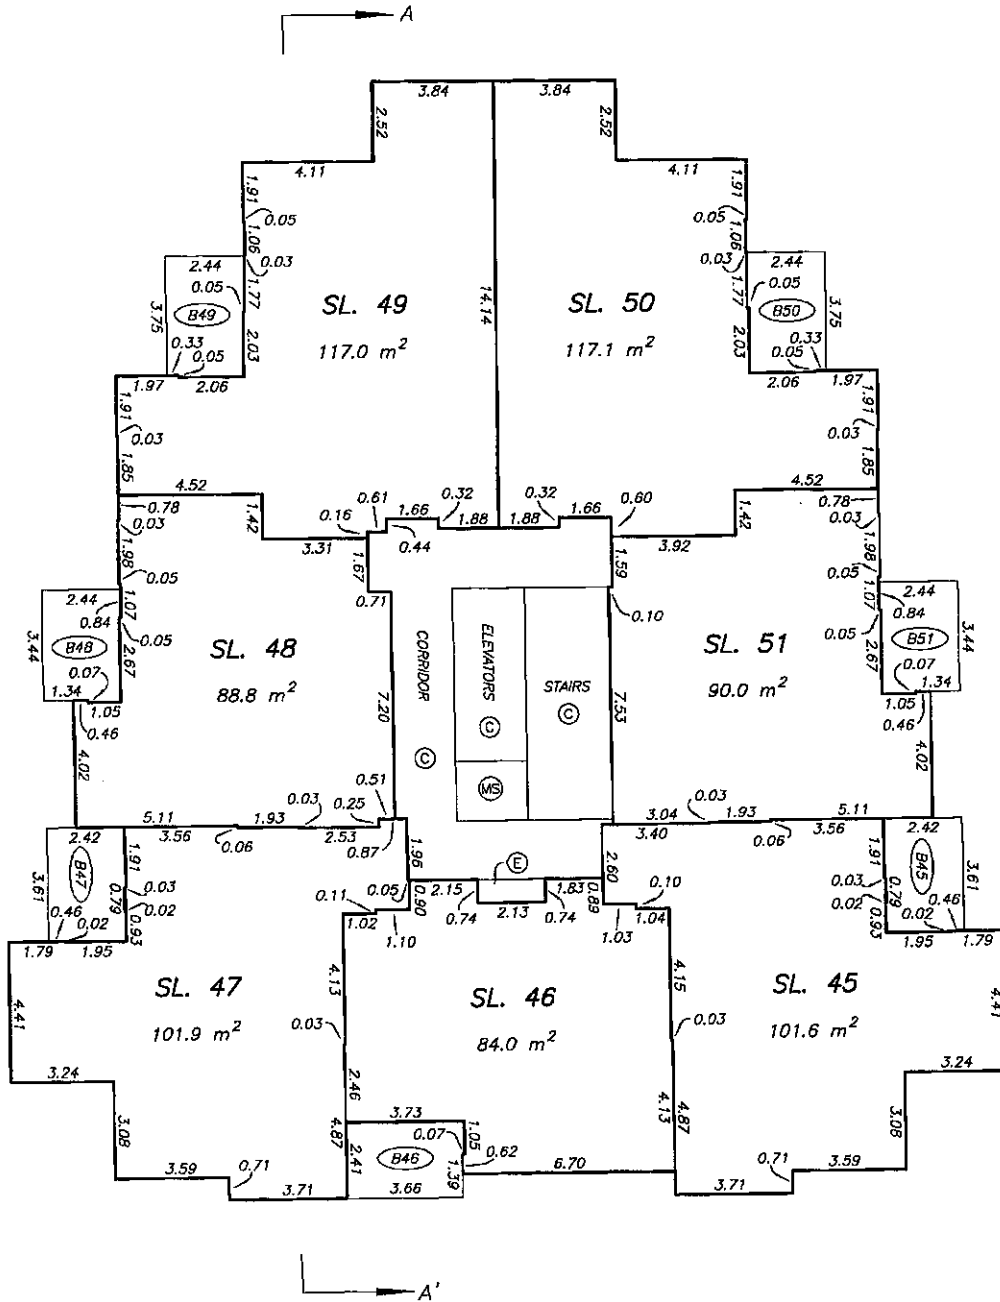 A
3.84 3.84
2.52 2.52
4.11 4.11
1.91 0.05 1.91 0.05
1.06 0.03 1.06 0.03
2.44 2.44
0.05 1.77 1.77 0.05
3.75 B49 2.03 SL. 49 14.14 SL. 50 2.03 B50 3.75
117.0 m² 117.1 m²
0.33 0.05 0.05 0.33
1.97 2.06 2.06 1.97
1.91 0.03 1.91 0.03
1.85 1.85
4.52 4.52
0.78 0.61 1.66 0.32 0.32 1.66 0.60 0.78
0.03 1.42 0.16 1.88 1.88 1.42 0.03
3.31 0.44 3.92
1.98 0.05 1.67 1.59 1.98 0.05
2.44 1.07 0.71 0.10 1.07 2.44
0.84 0.84
3.44 B48 0.05 SL. 48 CORRIDOR ELEVATORS SL. 51 0.05 B51 3.44
2.67 88.8 m² STAIRS 90.0 m² 2.67
0.07 7.20 C C 7.53 0.07
1.34 1.05 1.05 1.34
0.46 C 0.46
4.02 MS 4.02
0.51
5.11 0.03 0.25 3.04 0.03 5.11
2.42 3.56 1.93 2.53 3.40 1.93 3.56 2.42
0.06 0.87 0.06
1.91 1.96 1.91
3.61 B47 0.03 E 2.60 0.03 B45 3.61
0.79 0.02 0.05 2.15 1.83 0.79 0.02
0.11 0.90 0.74 2.13 0.74 0.89 0.10
0.46 0.02 0.93 1.02 1.10 1.03 1.04 0.93 0.02 0.46
1.79 1.95 1.95 1.79
SL. 47 4.13 SL. 46 4.15 SL. 45
4.41 101.9 m² 0.03 84.0 m² 0.03 101.6 m² 4.41
3.24 2.46 4.13 3.24
3.73
3.08 4.87 0.07 1.05 4.87 3.08
2.41 B46 1.39 0.62
3.59 0.71 6.70 0.71 3.59
3.71 3.66 3.71
A'